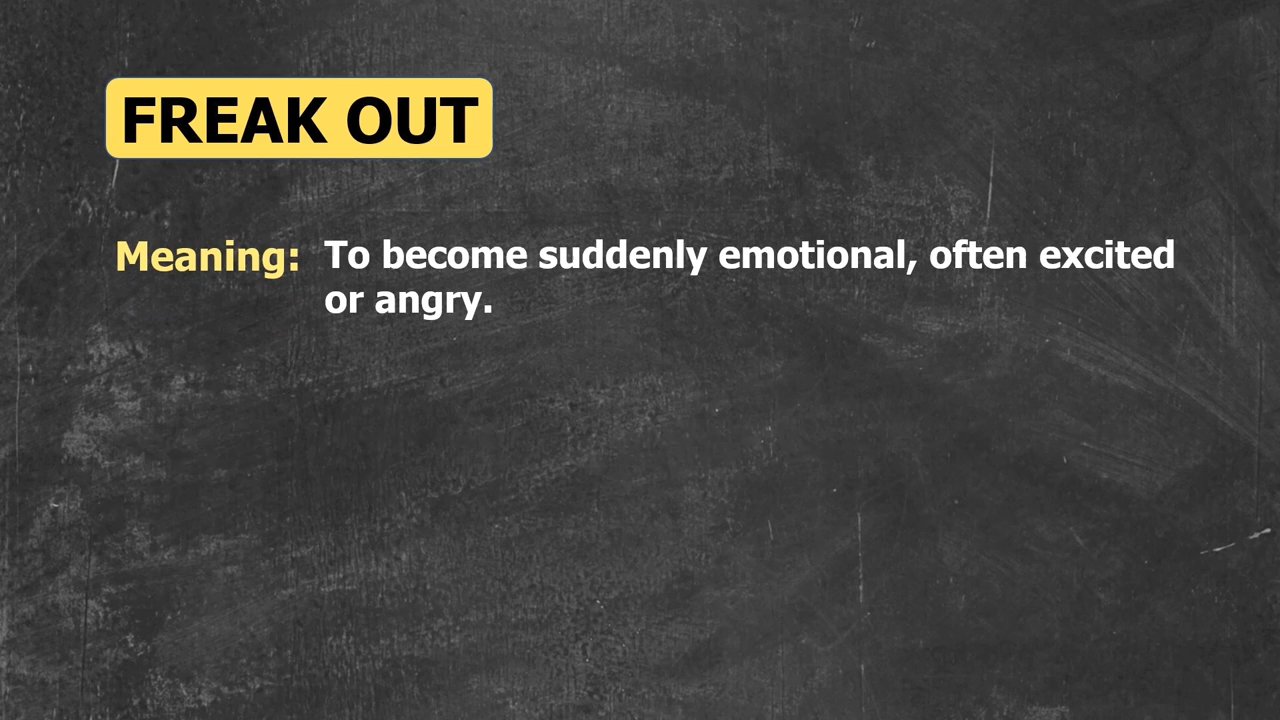 FREAK OUT
Meaning: To become suddenly emotional, often excited
or angry.